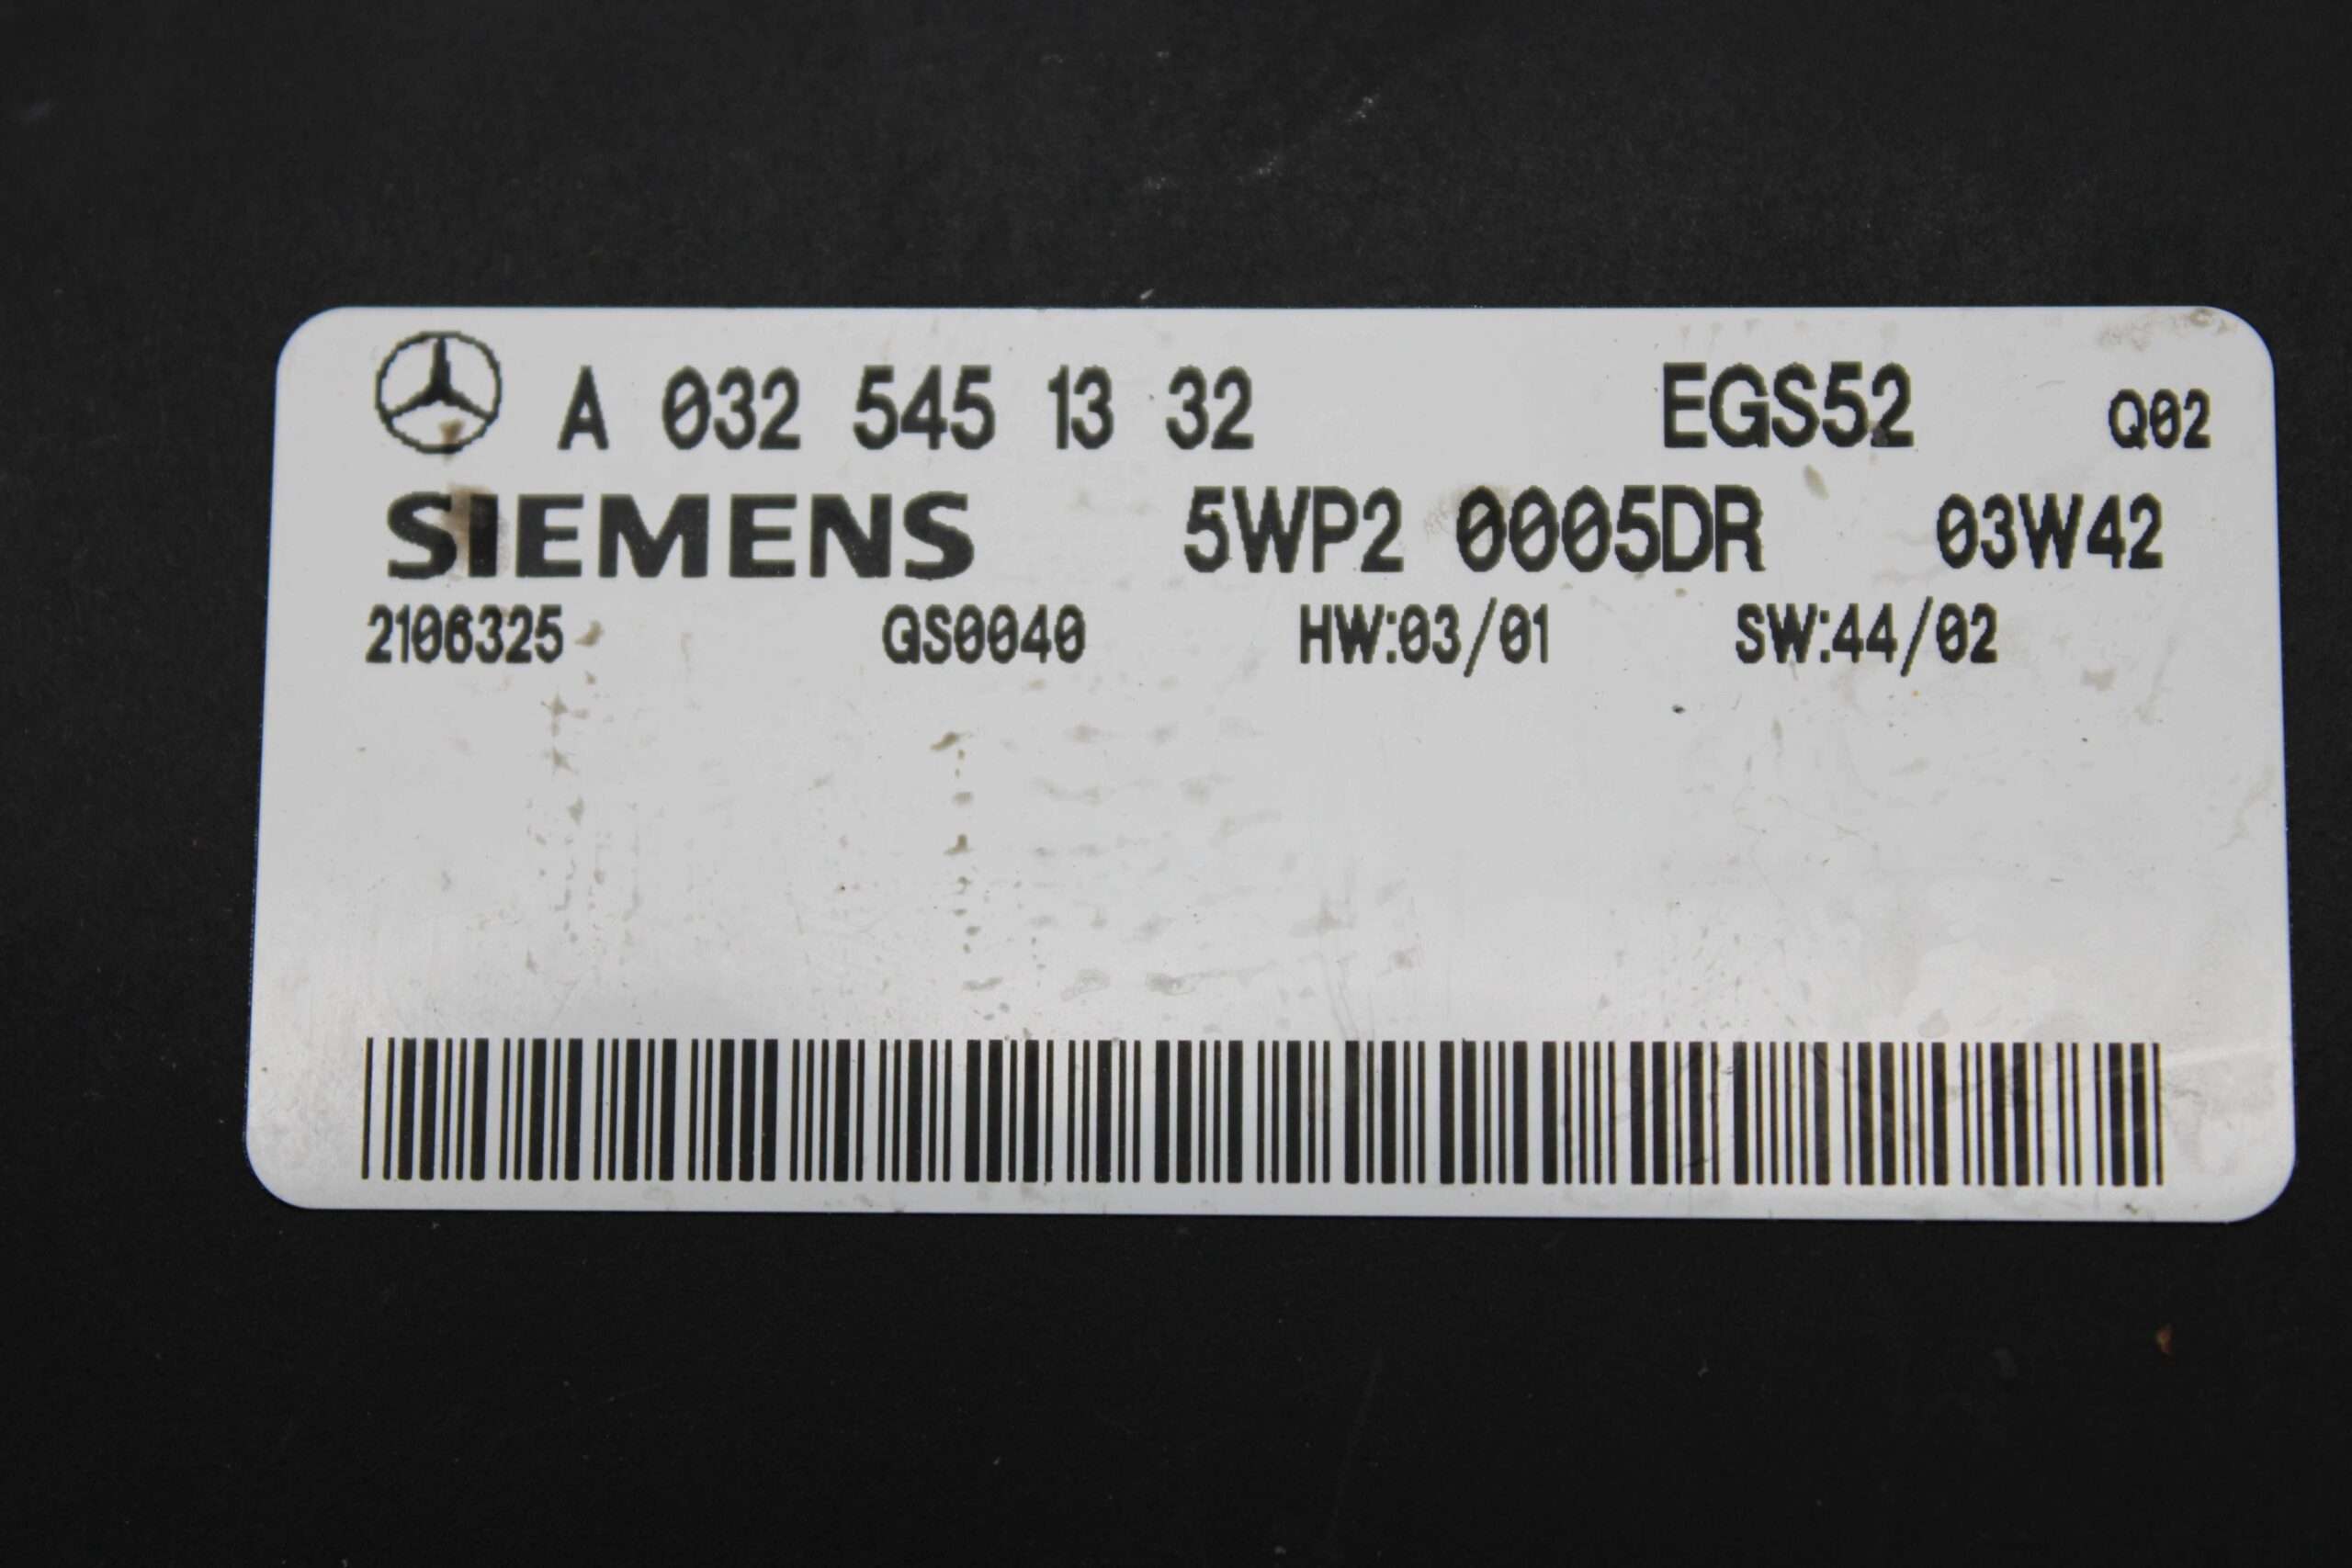 A 032 545 13 32 EGS52 Q02
SIEMENS 5WP2 0005DR 03W42
2106325 GS0040 HW:03/01 SW:44/02